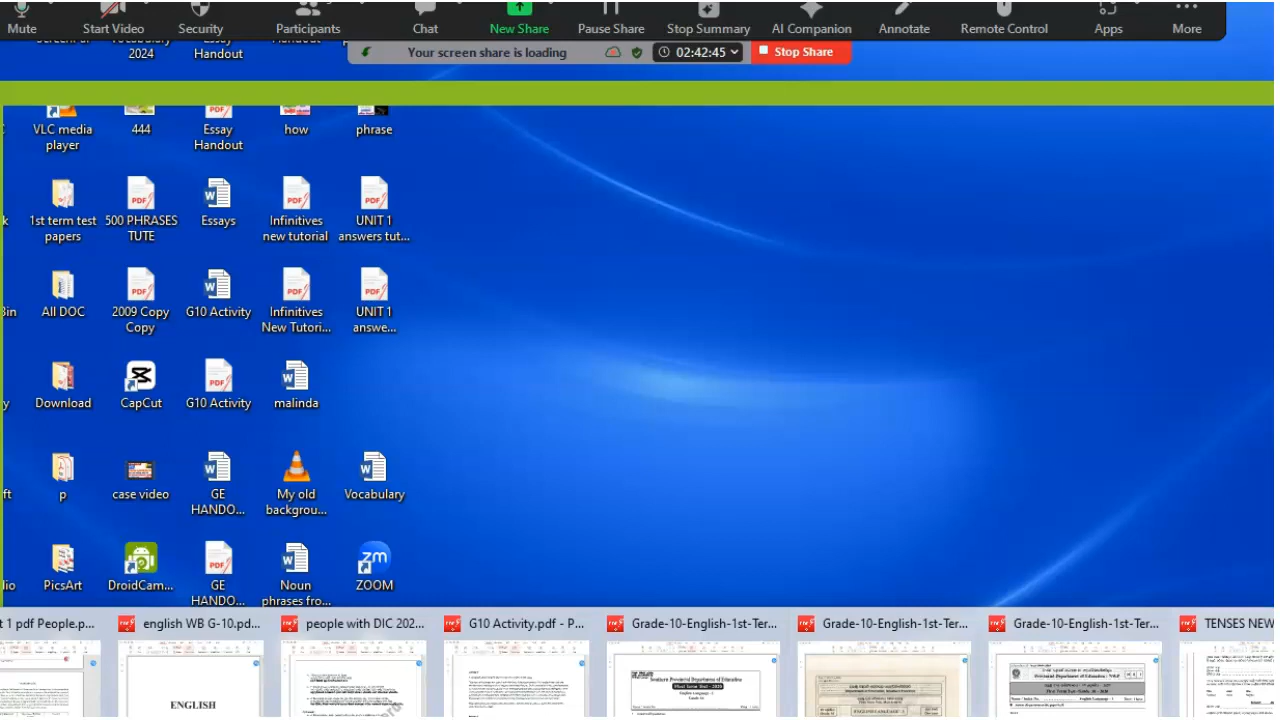 Mute Start Video Security Participants Chat New Share Pause Share Stop Summary AI Companion Annotate Remote Control Apps More
2024 Essay
Handout
Your screen share is loading 02:42:45 Stop Share
VLC media player
444
Essay Handout
how
phrase
1st term test papers
500 PHRASES TUTE
Essays
Infinitives new tutorial
UNIT 1 answers tut...
All DOC
2009 Copy Copy
G10 Activity
Infinitives New Tutori...
UNIT 1 answe...
Download
CapCut
G10 Activity
malinda
p
case video
GE HANDO...
My old backgrou...
Vocabulary
PicsArt
DroidCam...
GE HANDO...
Noun phrases fro...
ZOOM
t 1 pdf People.p... english WB G-10.pd... people with DIC 202... G10 Activity.pdf - P... Grade-10-English-1st-Ter... Grade-10-English-1st-Ter... Grade-10-English-1st-Ter... TENSES NEW
ENGLISH